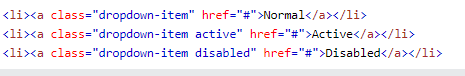 <li><a class="dropdown-item" href="#">Normal</a></li>
<li><a class="dropdown-item active" href="#">Active</a></li>
<li><a class="dropdown-item disabled" href="#">Disabled</a></li>